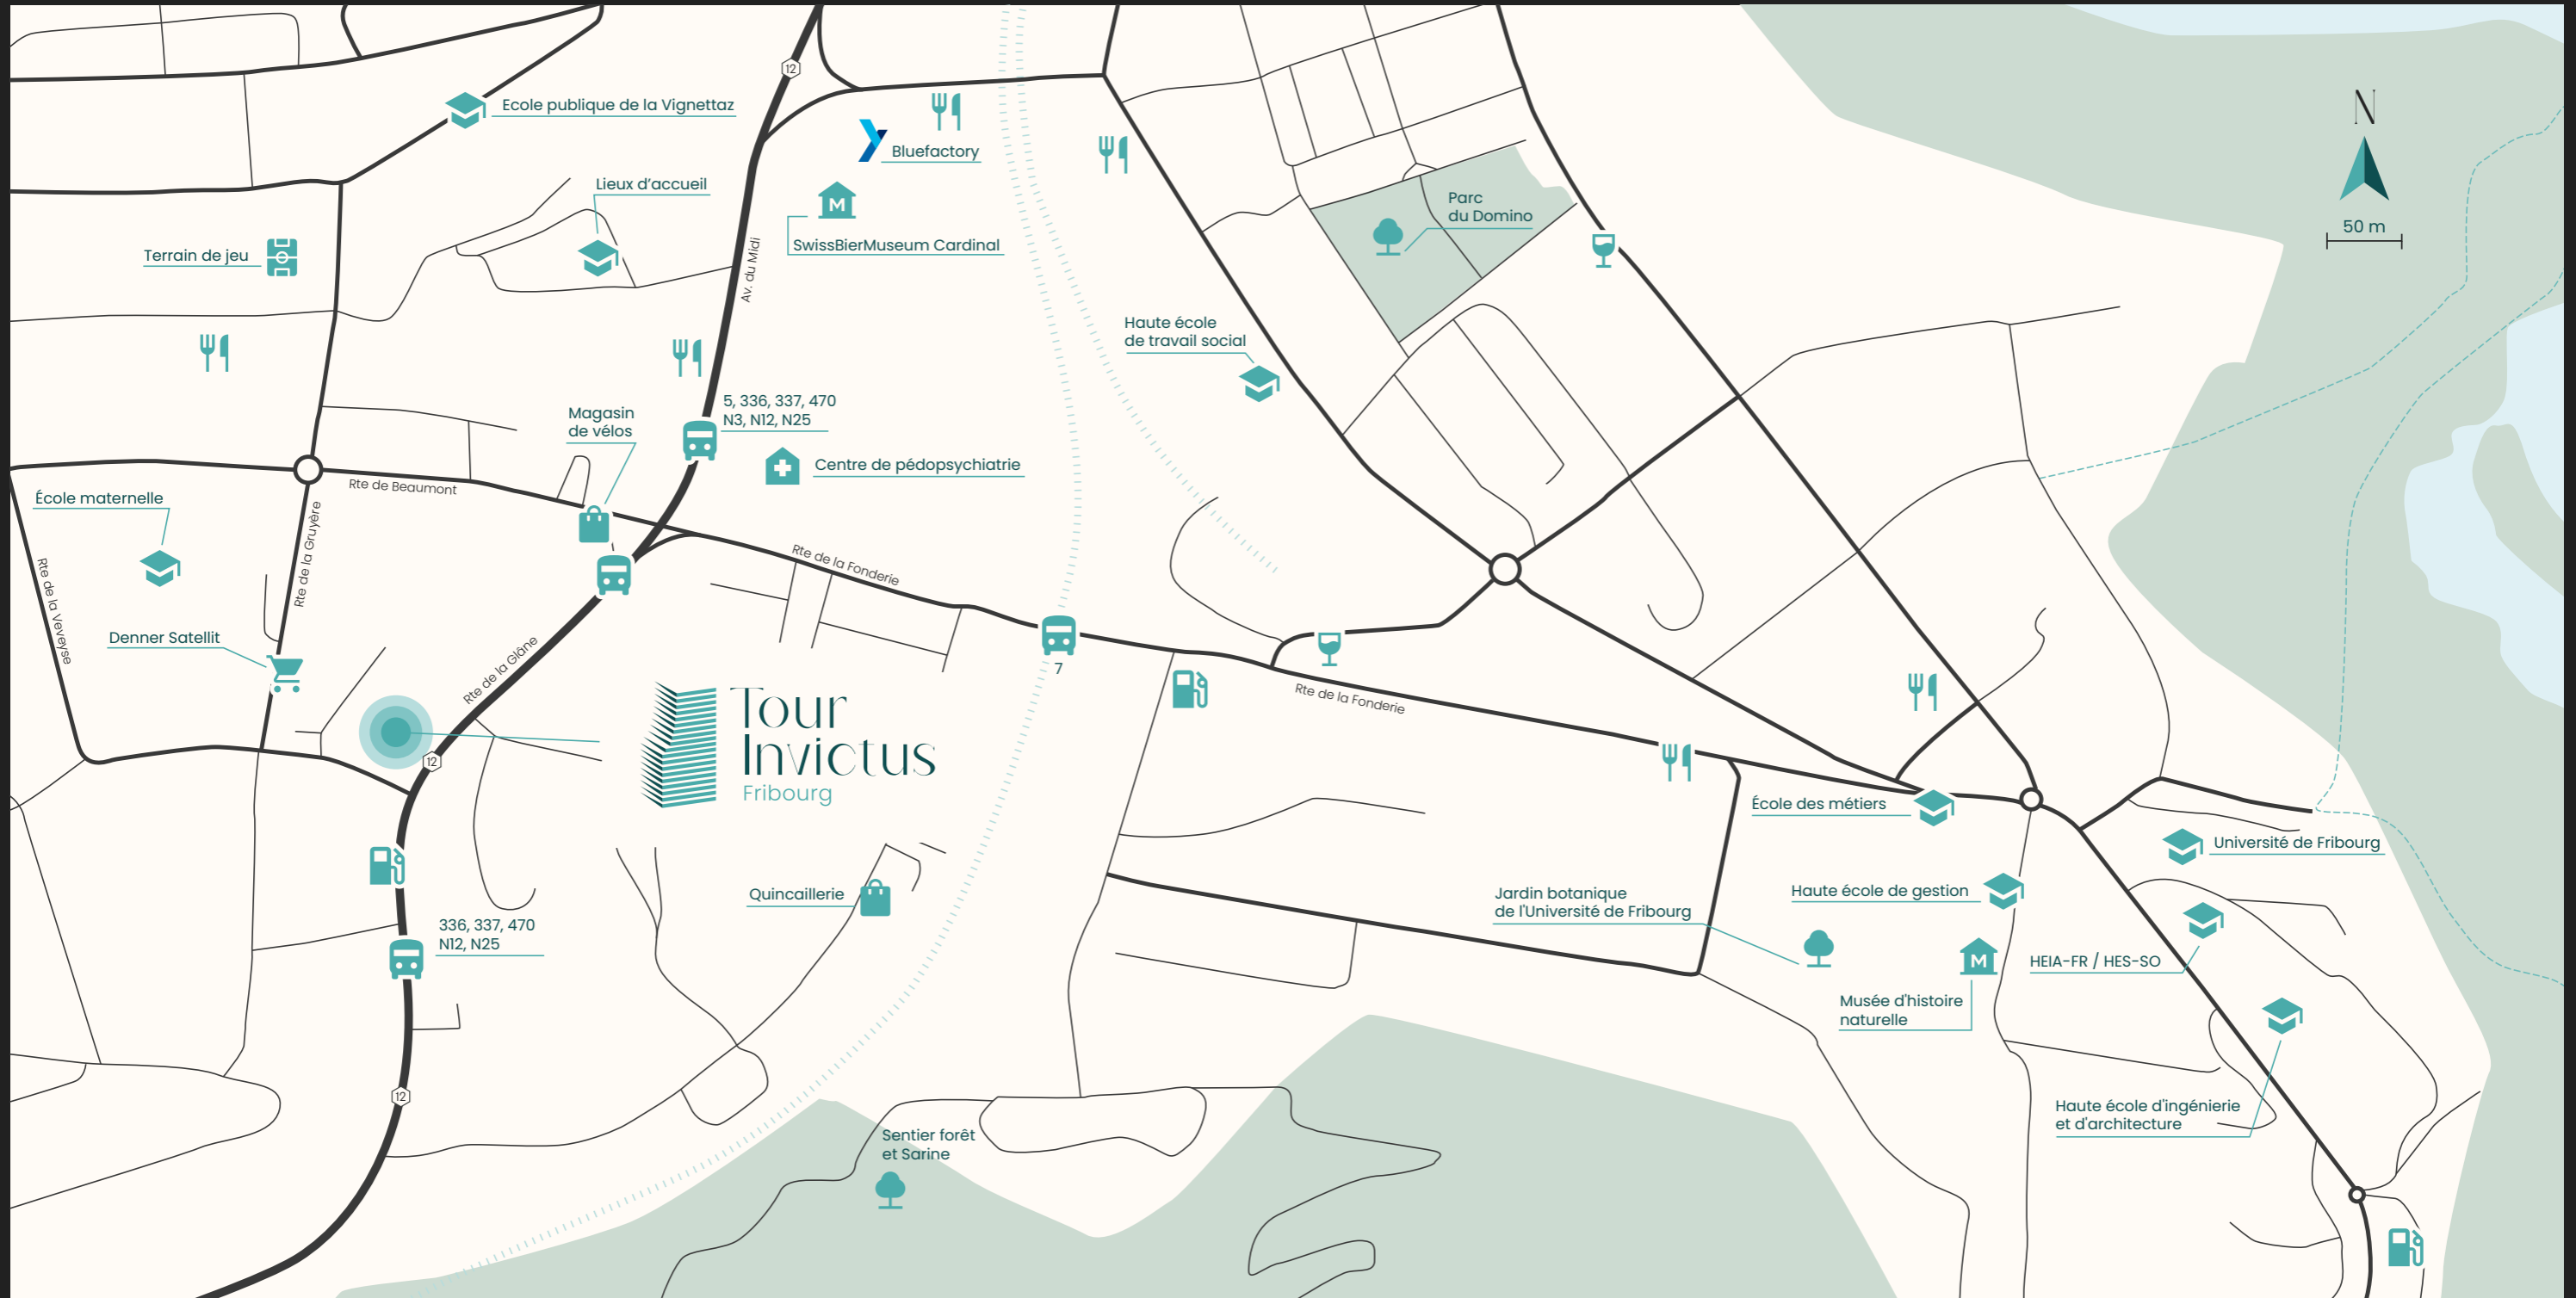 12
Ecole publique de la Vignettaz
N
Bluefactory
Lieux d'accueil
Parc
du Domino
50 m
SwissBierMuseum Cardinal
Terrain de jeu
Av. du Midi
Haute école
de travail social
5, 336, 337, 470
N3, N12, N25
Magasin
de vélos
Centre de pédopsychiatrie
Rte de Beaumont
École maternelle
Rte de la Gruyère
Rte de la Fonderie
Rte de la Veveyse
Denner Satellit
Rte de la Glâne
7
Rte de la Fonderie
Tour
Invictus
Fribourg
12
École des métiers
Université de Fribourg
Quincaillerie
Jardin botanique
de l'Université de Fribourg
Haute école de gestion
336, 337, 470
N12, N25
M
HEIA-FR / HES-SO
Musée d'histoire
naturelle
12
Haute école d'ingénierie
et d'architecture
Sentier forêt
et Sarine
M